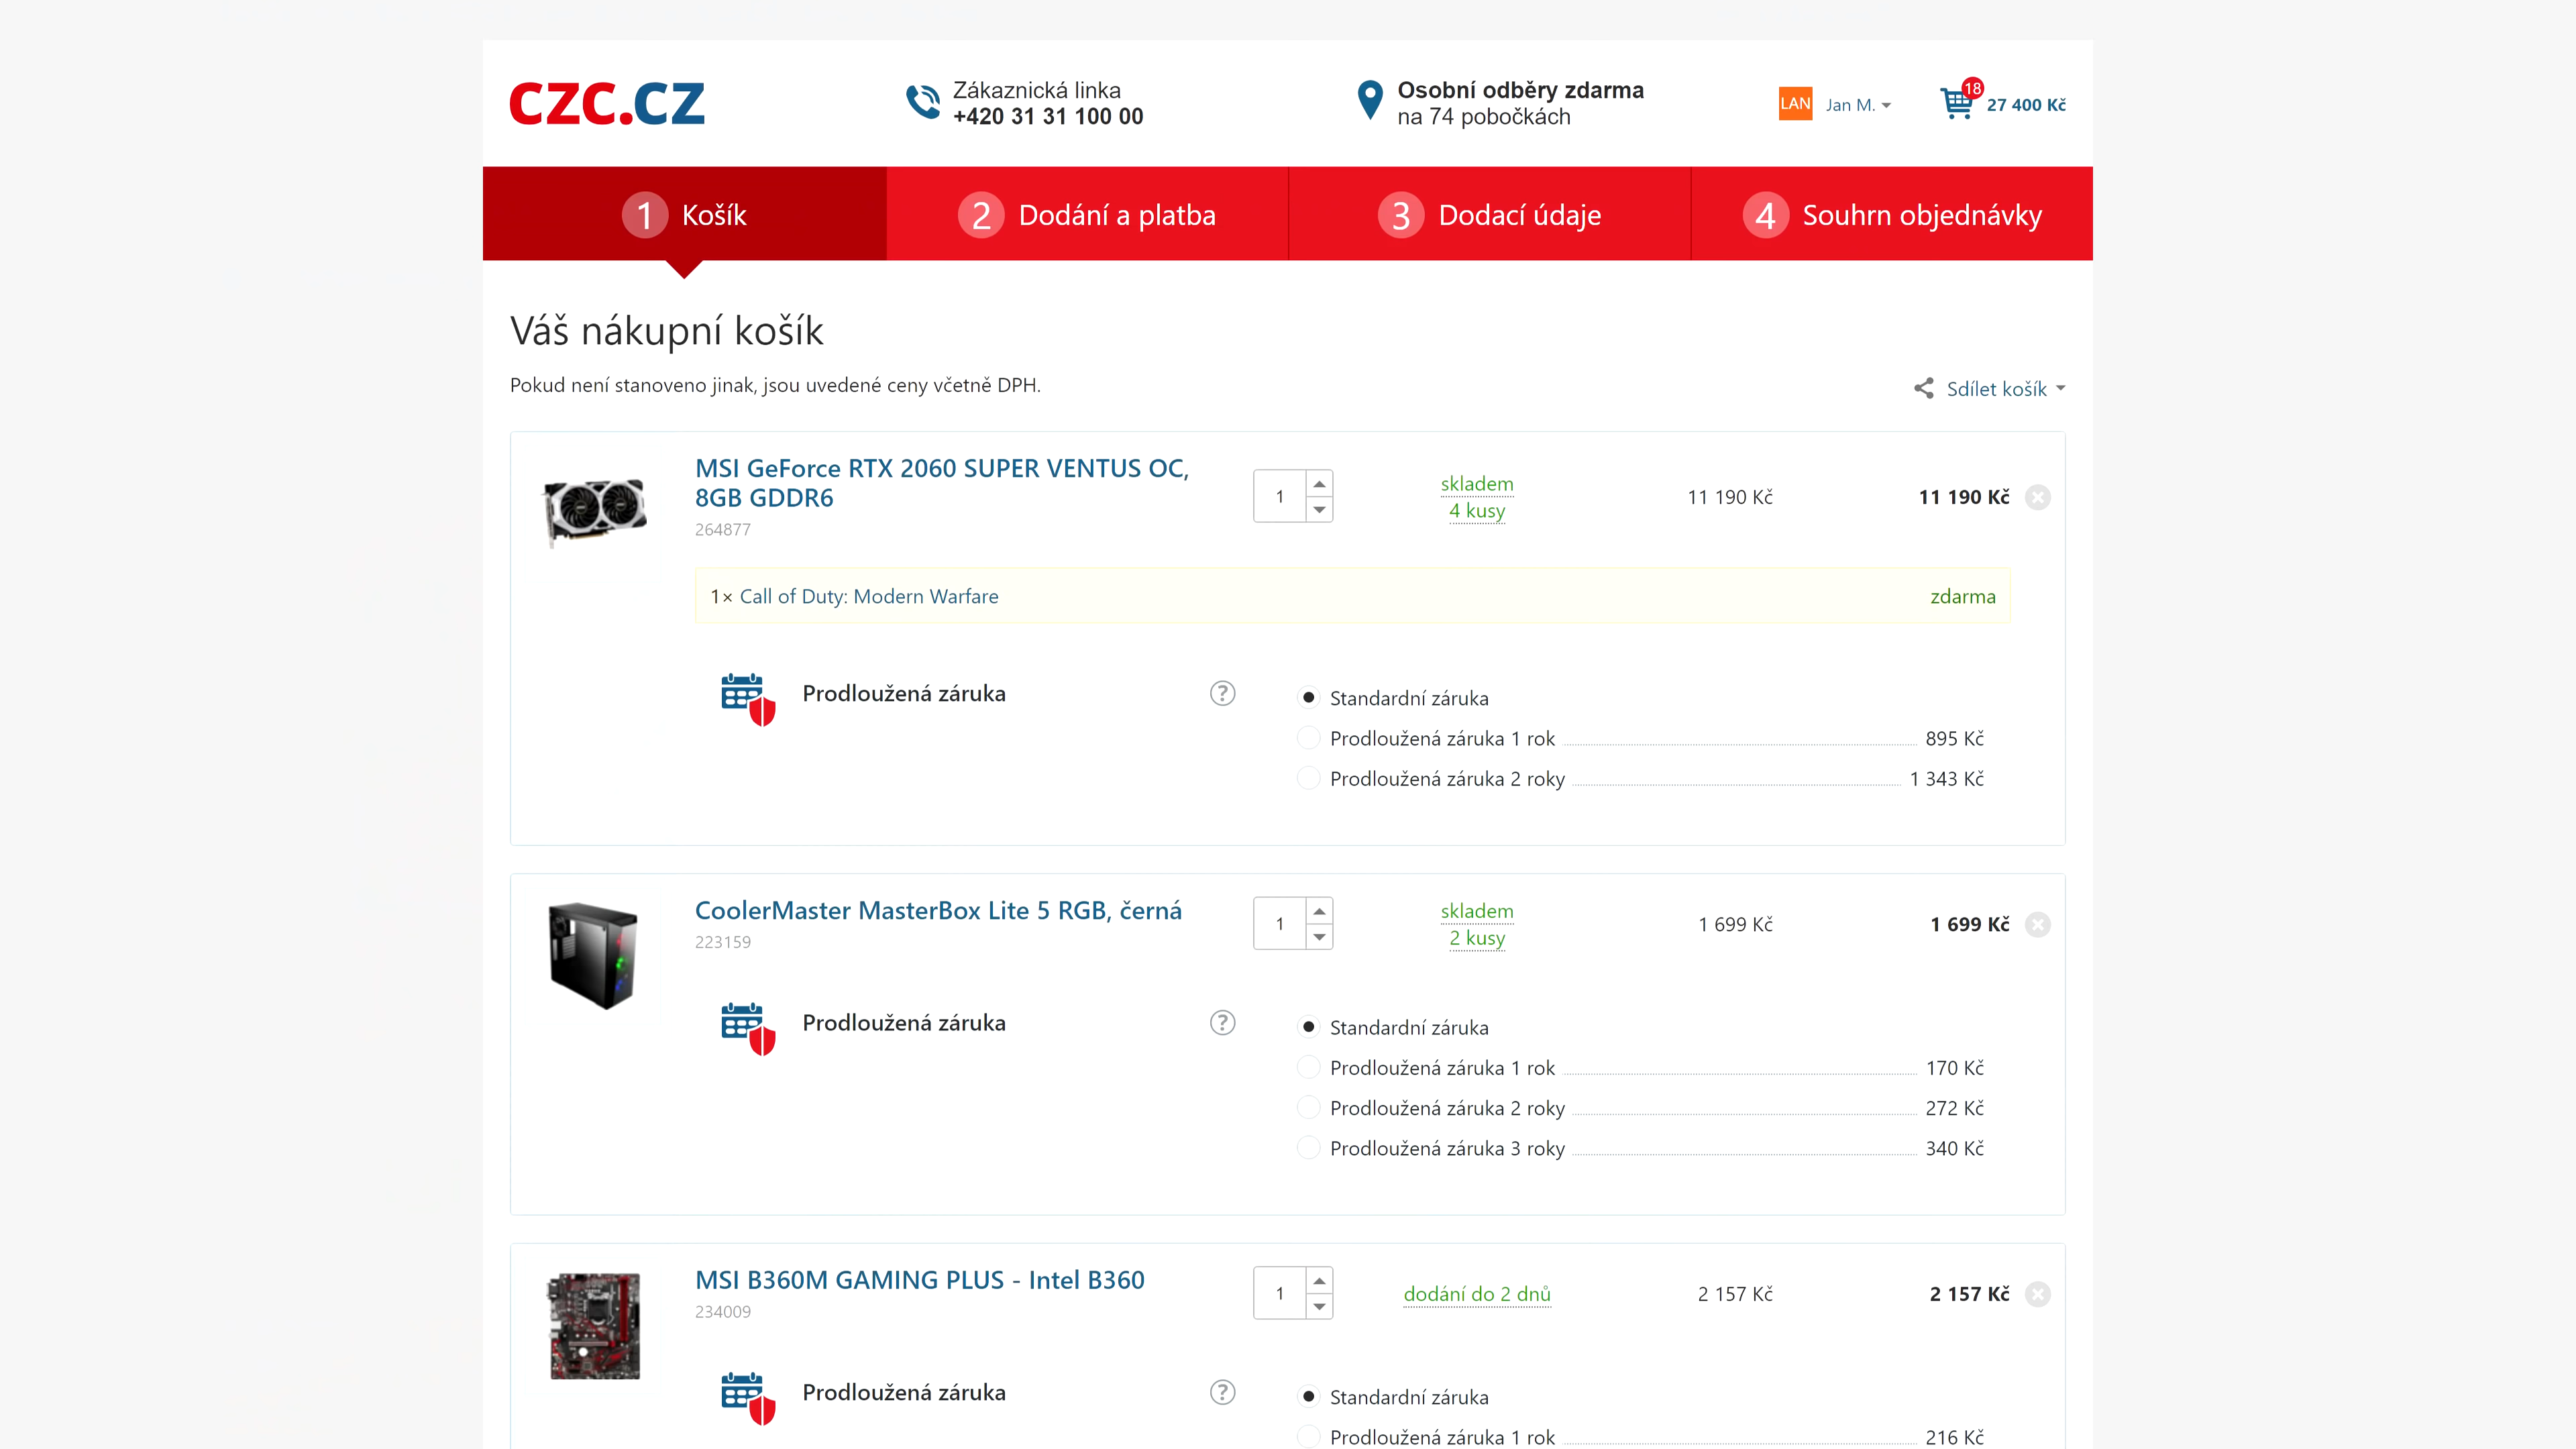 czc.cz
Zákaznická linka
+420 31 31 100 00
Osobní odběry zdarma
na 74 pobočkách
LAN
Jan M.
18
27 400 Kč
1 Košík
2 Dodání a platba
3 Dodací údaje
4 Souhrn objednávky
Váš nákupní košík
Pokud není stanoveno jinak, jsou uvedené ceny včetně DPH.
Sdílet košík
MSI GeForce RTX 2060 SUPER VENTUS OC,
8GB GDDR6
264877
1
skladem
4 kusy
11 190 Kč
11 190 Kč
1× Call of Duty: Modern Warfare
zdarma
Prodloužená záruka
?
Standardní záruka
Prodloužená záruka 1 rok 895 Kč
Prodloužená záruka 2 roky 1 343 Kč
CoolerMaster MasterBox Lite 5 RGB, černá
223159
1
skladem
2 kusy
1 699 Kč
1 699 Kč
Prodloužená záruka
?
Standardní záruka
Prodloužená záruka 1 rok 170 Kč
Prodloužená záruka 2 roky 272 Kč
Prodloužená záruka 3 roky 340 Kč
MSI B360M GAMING PLUS - Intel B360
234009
1
dodání do 2 dnů
2 157 Kč
2 157 Kč
Prodloužená záruka
?
Standardní záruka
Prodloužená záruka 1 rok 216 Kč